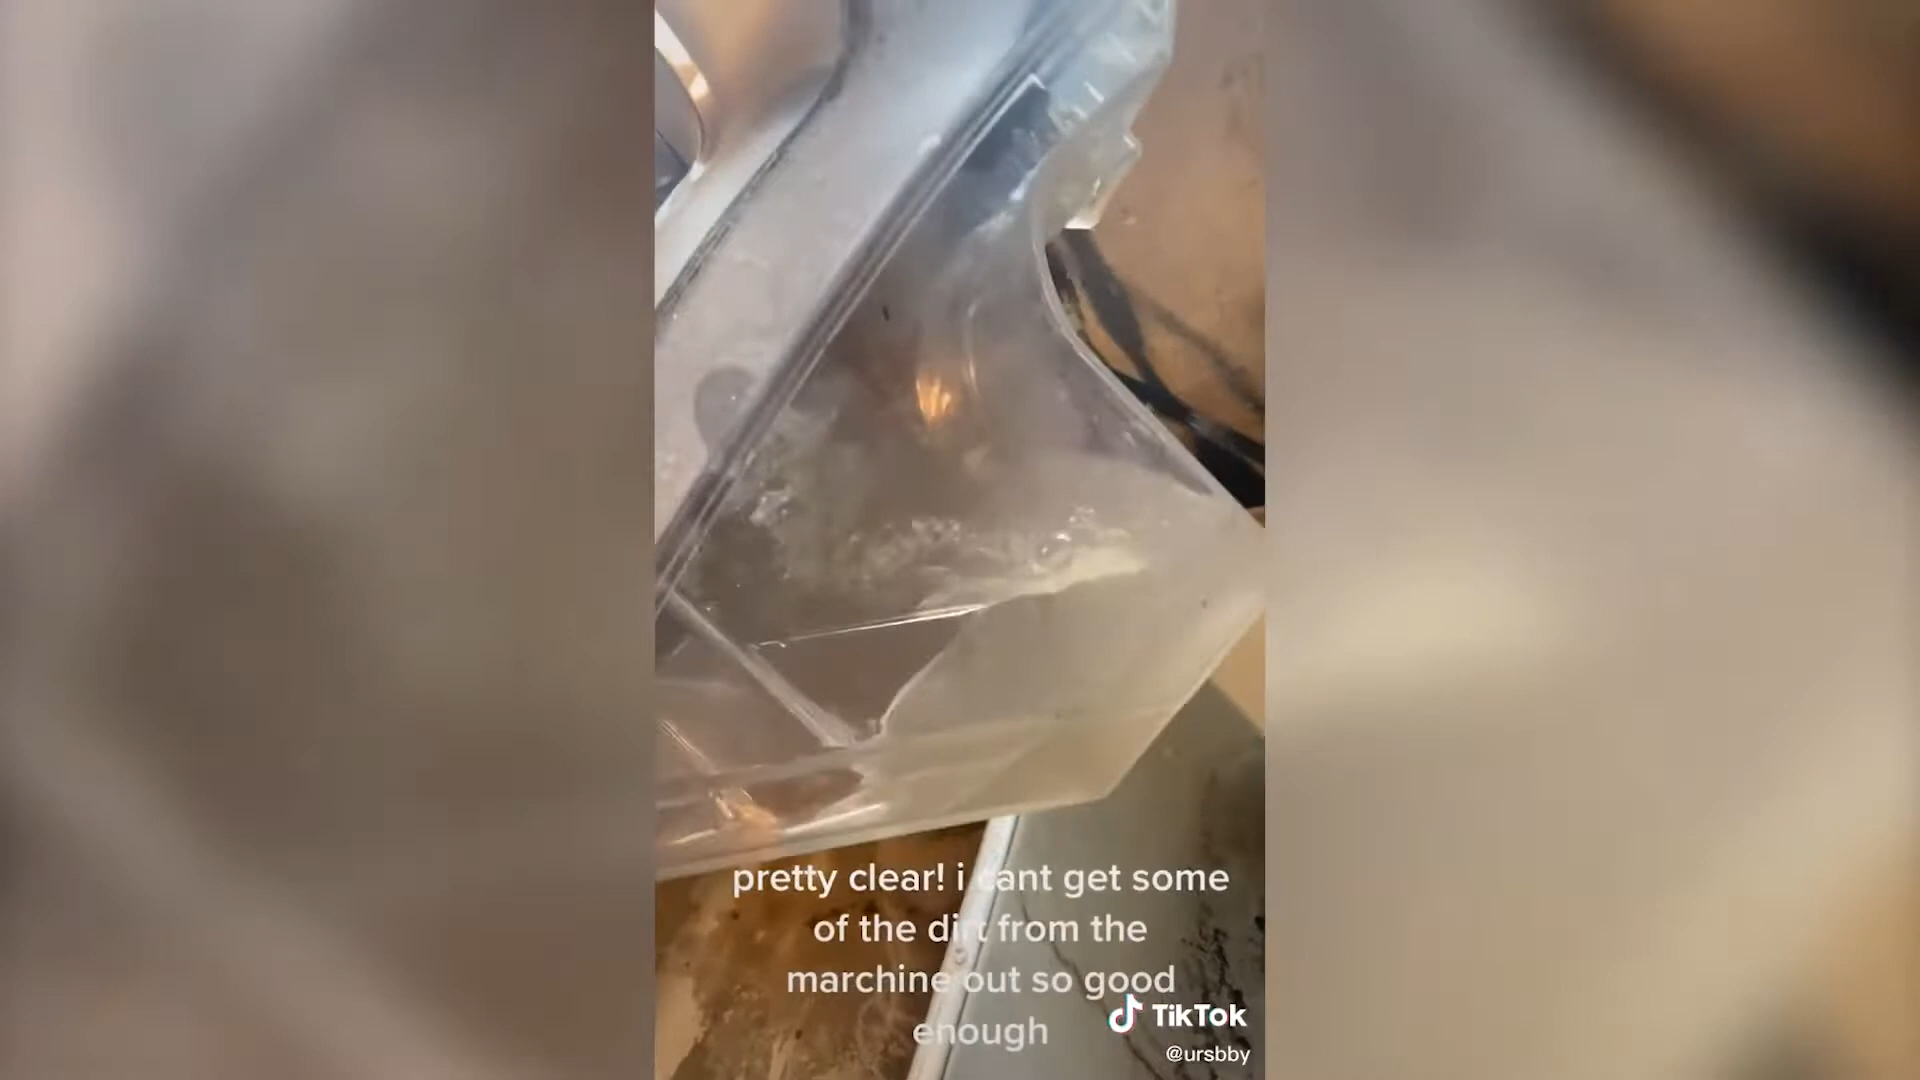 pretty clear! i cant get some
of the dirt from the
marchine out so good
enough
TikTok
@ursbby